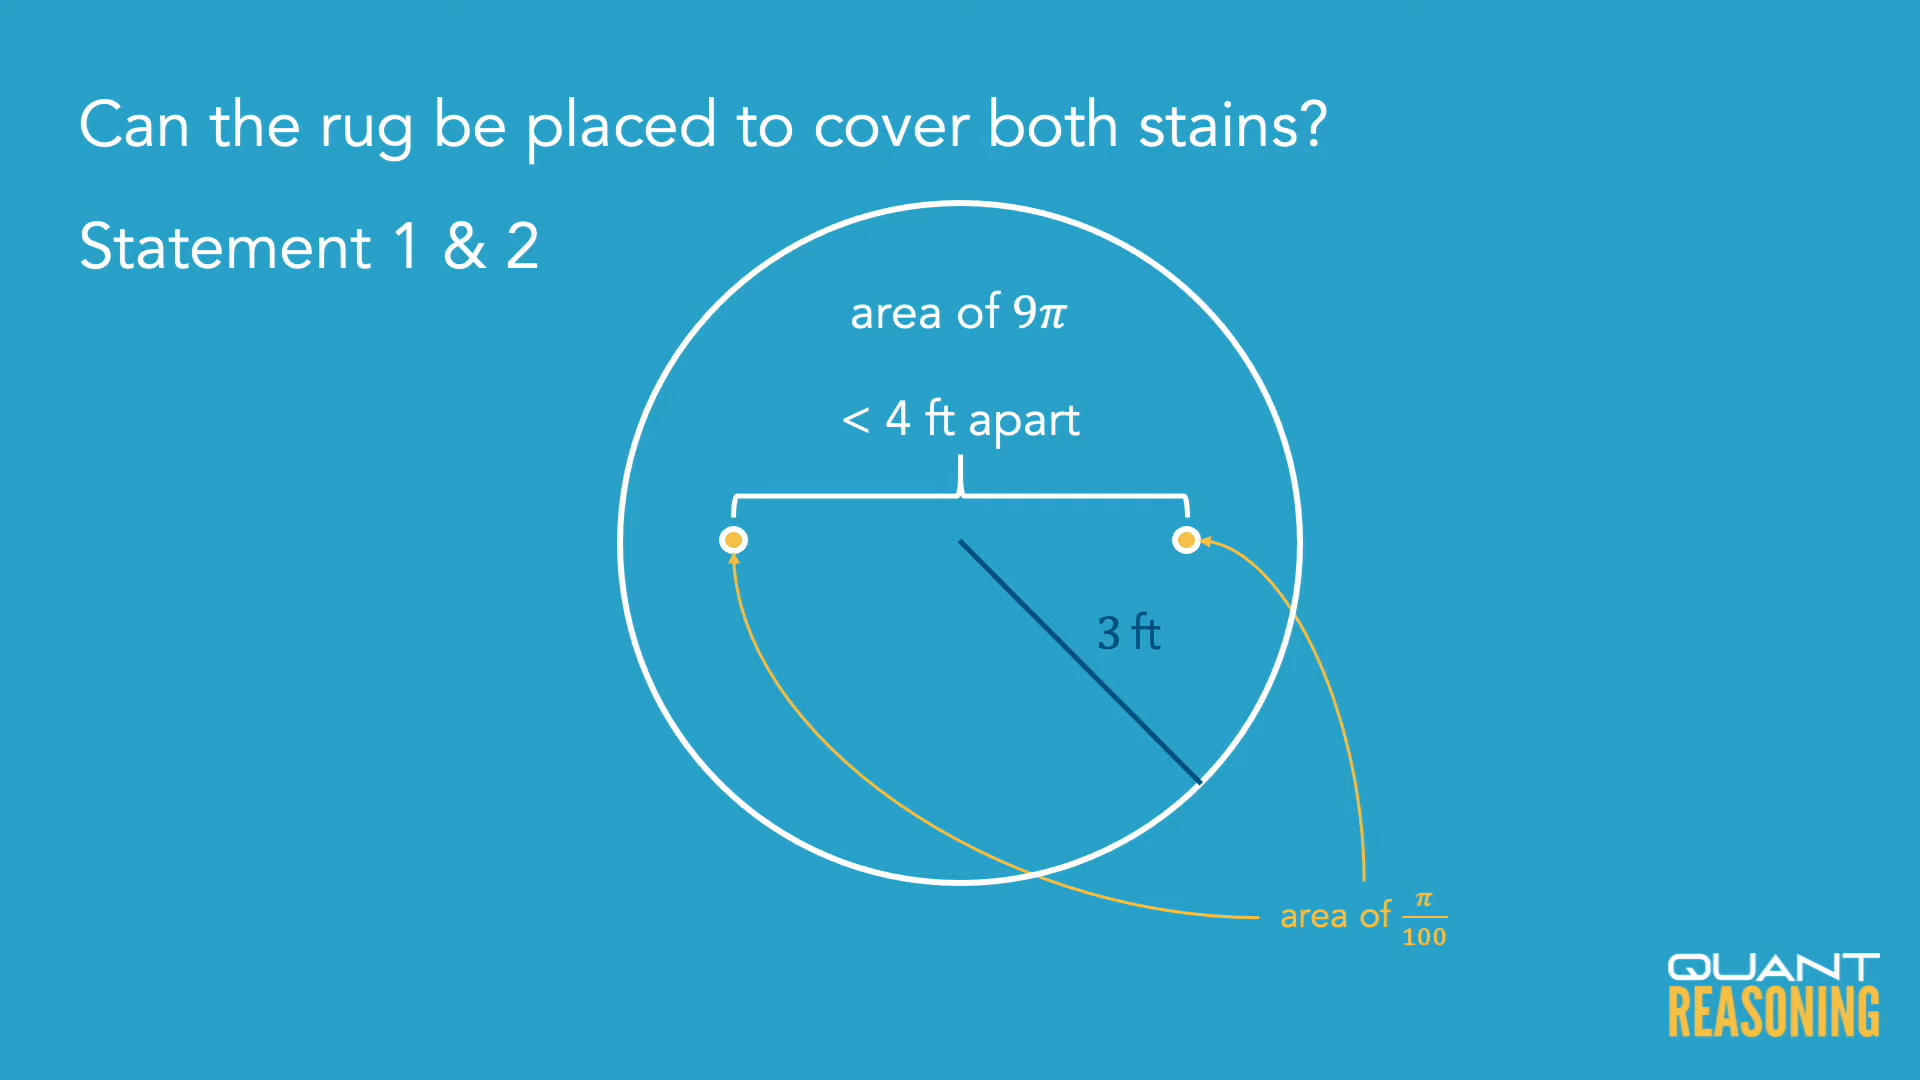 Can the rug be placed to cover both stains?
Statement 1 & 2
area of 9π
< 4 ft apart
3 ft
area of π/100
QUANT
REASONING